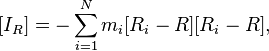 [I_R] = -\sum_{i=1}^{N} m_i[R_i - R][R_i - R],